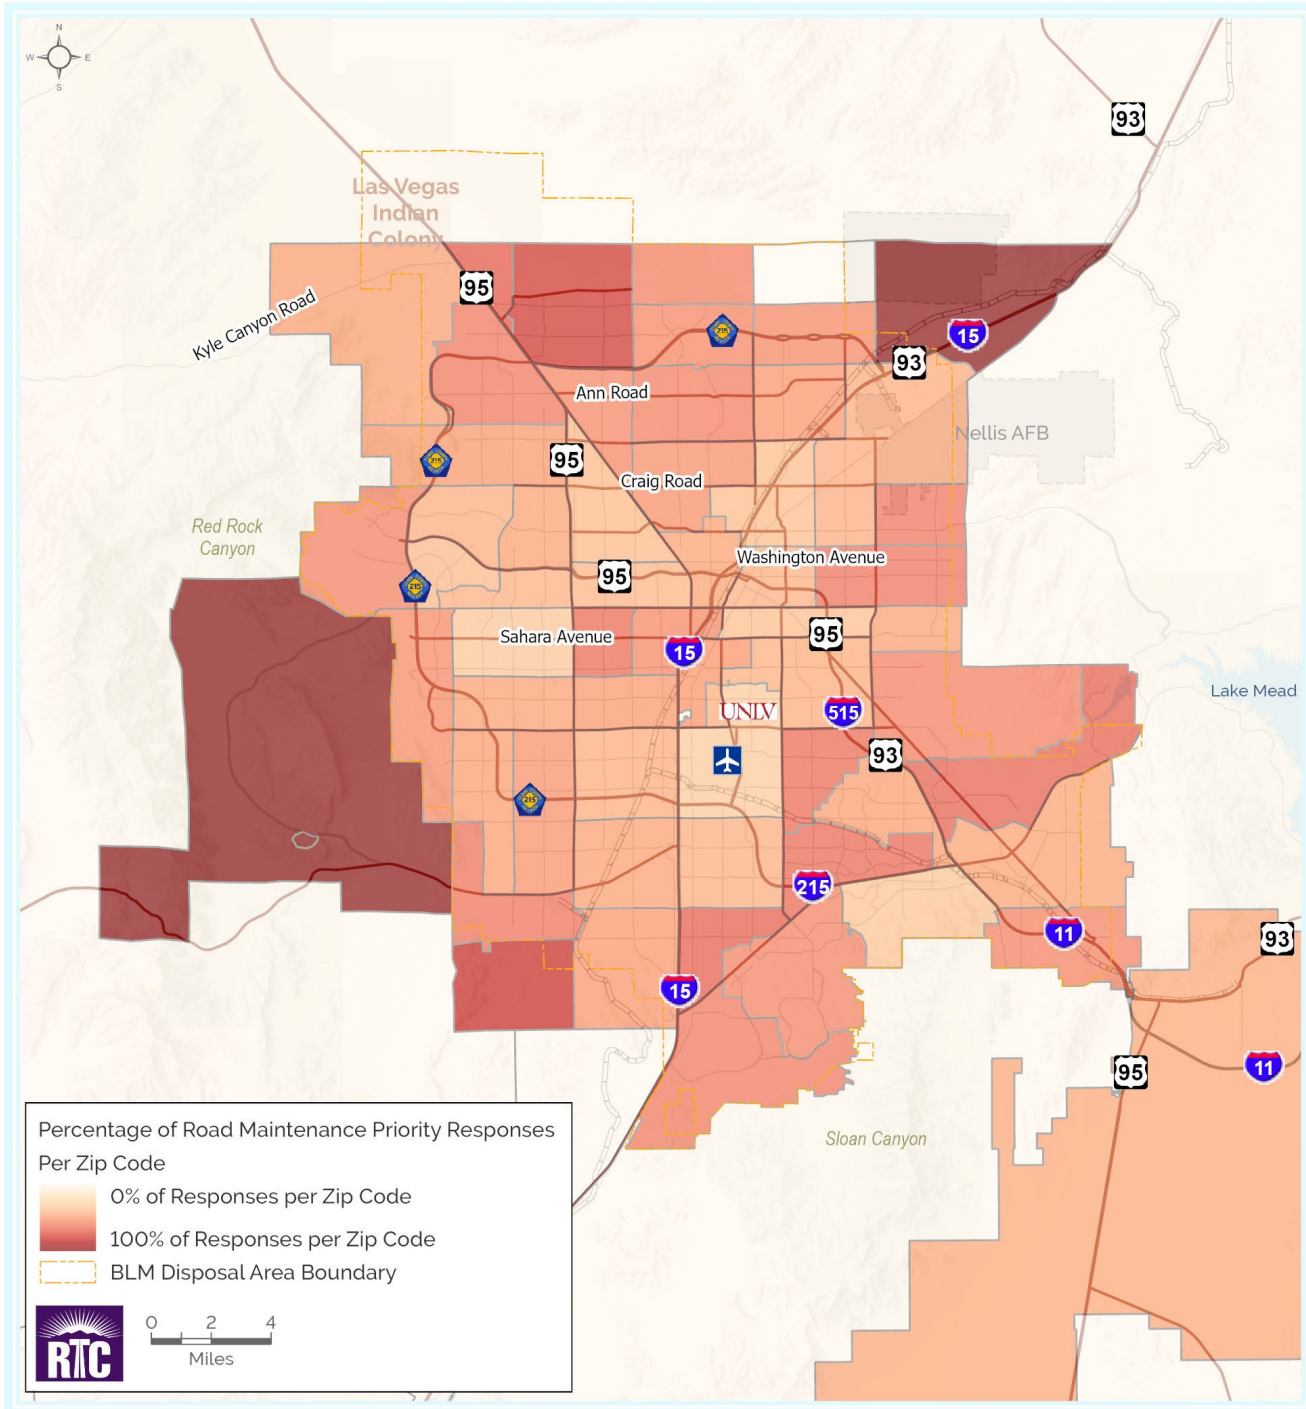 N
W
E
S
93
Las Vegas
Indian
Colony
95
Kyle Canyon Road
215
15
93
Ann Road
Nellis AFB
215
95
Craig Road
Red Rock
Canyon
Washington Avenue
95
215
Sahara Avenue
95
15
Lake Mead
UNLV
515
93
215
215
11
93
15
95
11
Sloan Canyon
Percentage of Road Maintenance Priority Responses
Per Zip Code
0% of Responses per Zip Code
100% of Responses per Zip Code
BLM Disposal Area Boundary
RTC
0 2 4
Miles